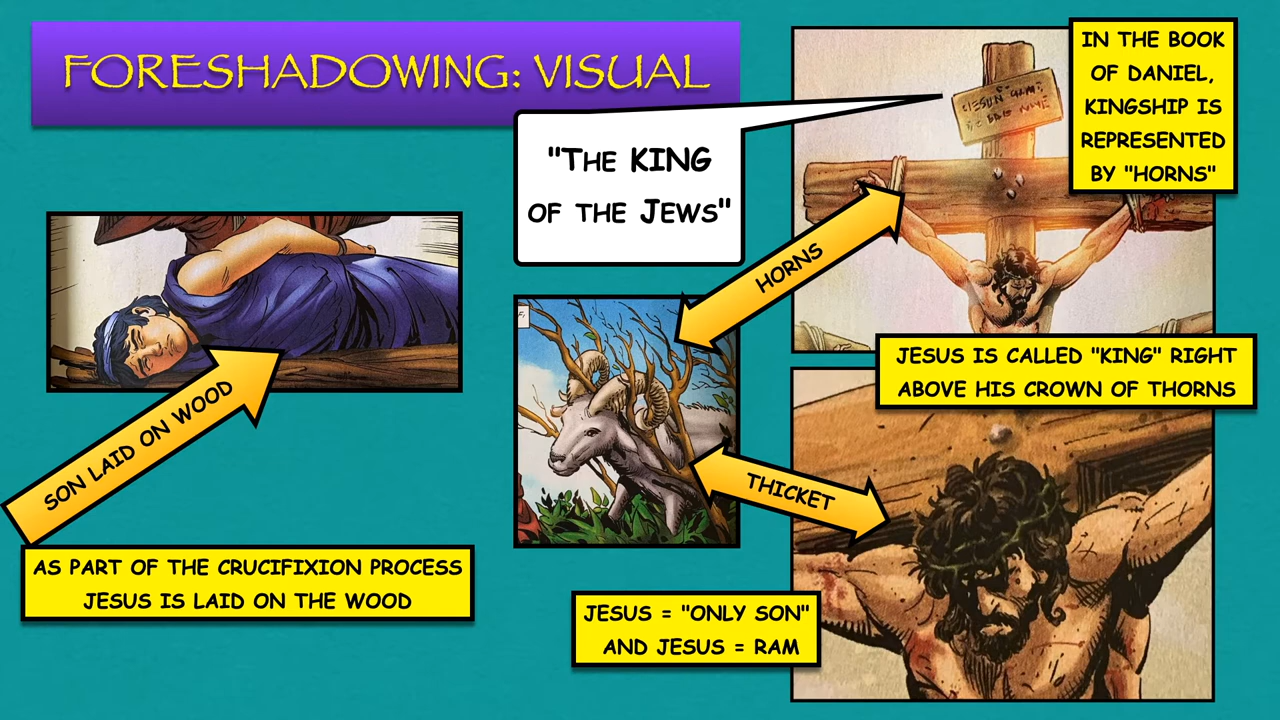 FORESHADOWING: VISUAL
"THE KING
OF THE JEWS"
IN THE BOOK
OF DANIEL,
KINGSHIP IS
REPRESENTED
BY "HORNS"
HORNS
JESUS IS CALLED "KING" RIGHT
ABOVE HIS CROWN OF THORNS
SON LAID ON WOOD
THICKET
AS PART OF THE CRUCIFIXION PROCESS
JESUS IS LAID ON THE WOOD
JESUS = "ONLY SON"
AND JESUS = RAM